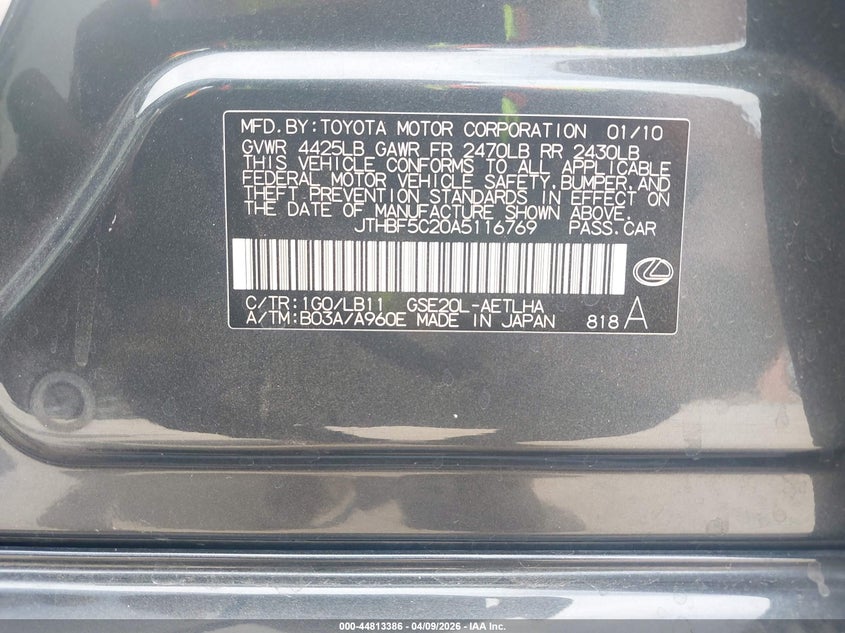 MFD.BY:TOYOTA MOTOR CORPORATION 01/10
GVWR 4425LB GAWR FR 2470LB RR 2430LB
THIS VEHICLE CONFORMS TO ALL APPLICABLE
FEDERAL MOTOR VEHICLE SAFETY,BUMPER,AND
THEFT PREVENTION STANDARDS IN EFFECT ON
THE DATE OF MANUFACTURE SHOWN ABOVE.
JTHBF5C20A5116769 PASS.CAR
C/TR:1G0/LB11 GSE20L-AETLHA
A/TM:B03A/A960E MADE IN JAPAN 818 A
000-44813386 - 04/09/2026 - IAA Inc.